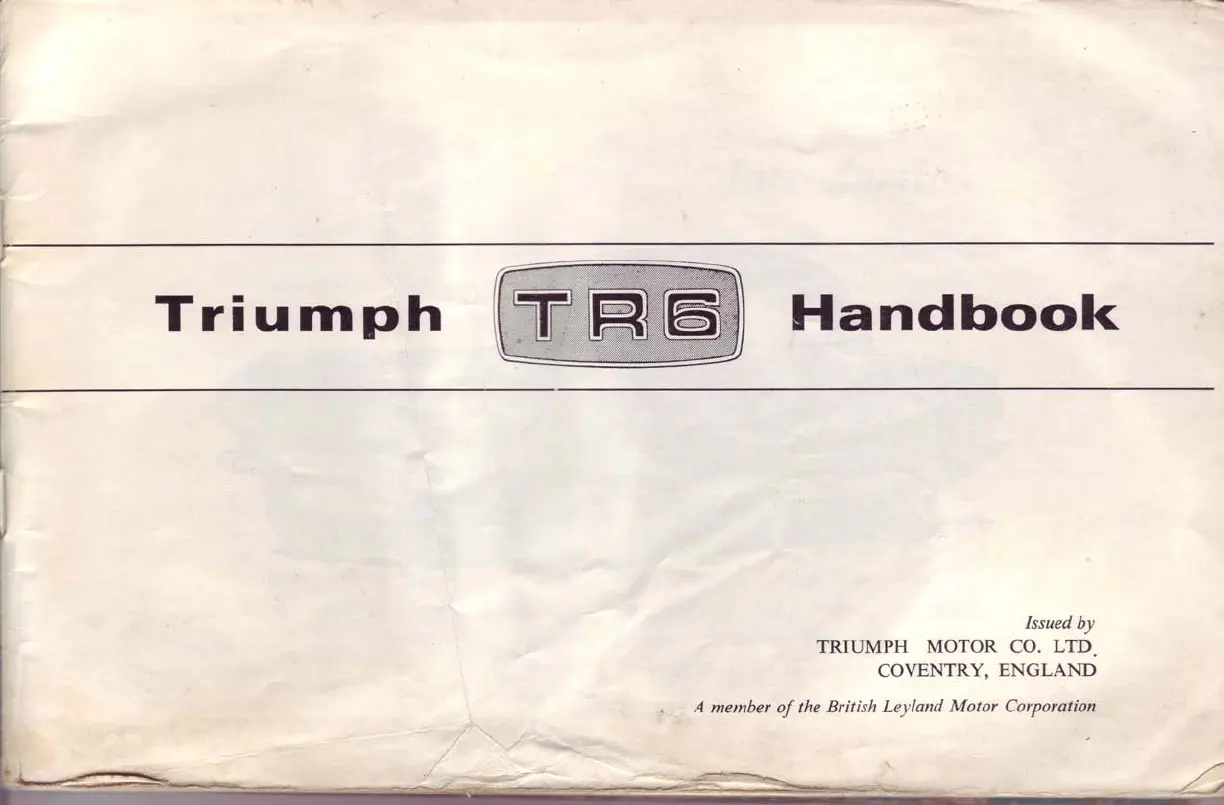 Triumph TR6 Handbook
Issued by
TRIUMPH MOTOR CO. LTD.
COVENTRY, ENGLAND
A member of the British Leyland Motor Corporation